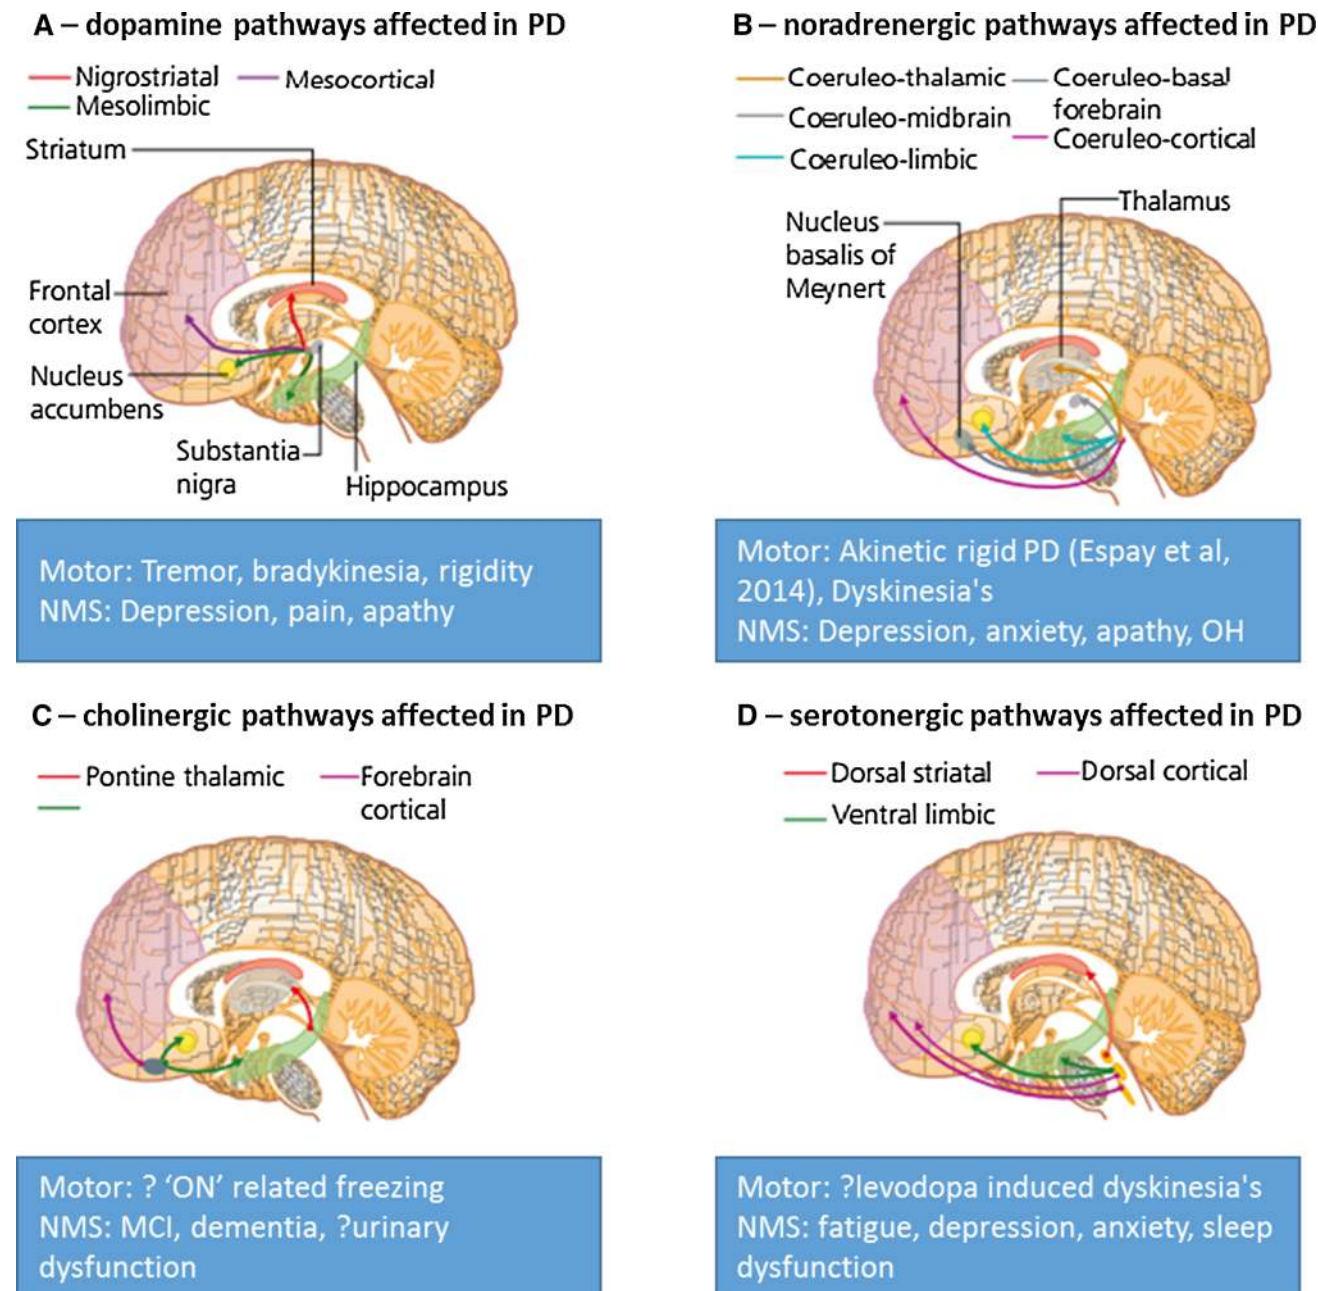 A – dopamine pathways affected in PD
Nigrostriatal
Mesocortical
Mesolimbic
Striatum
Frontal
cortex
Nucleus
accumbens
Substantia
nigra
Hippocampus
Motor: Tremor, bradykinesia, rigidity
NMS: Depression, pain, apathy
B – noradrenergic pathways affected in PD
Coeruleo-thalamic
Coeruleo-midbrain
Coeruleo-limbic
Coeruleo-basal
forebrain
Coeruleo-cortical
Thalamus
Nucleus
basalis of
Meynert
Motor: Akinetic rigid PD (Espay et al,
2014), Dyskinesia's
NMS: Depression, anxiety, apathy, OH
C – cholinergic pathways affected in PD
Pontine thalamic
Forebrain
cortical
Motor: ? ‘ON’ related freezing
NMS: MCI, dementia, ?urinary
dysfunction
D – serotonergic pathways affected in PD
Dorsal striatal
Dorsal cortical
Ventral limbic
Motor: ?levodopa induced dyskinesia's
NMS: fatigue, depression, anxiety, sleep
dysfunction